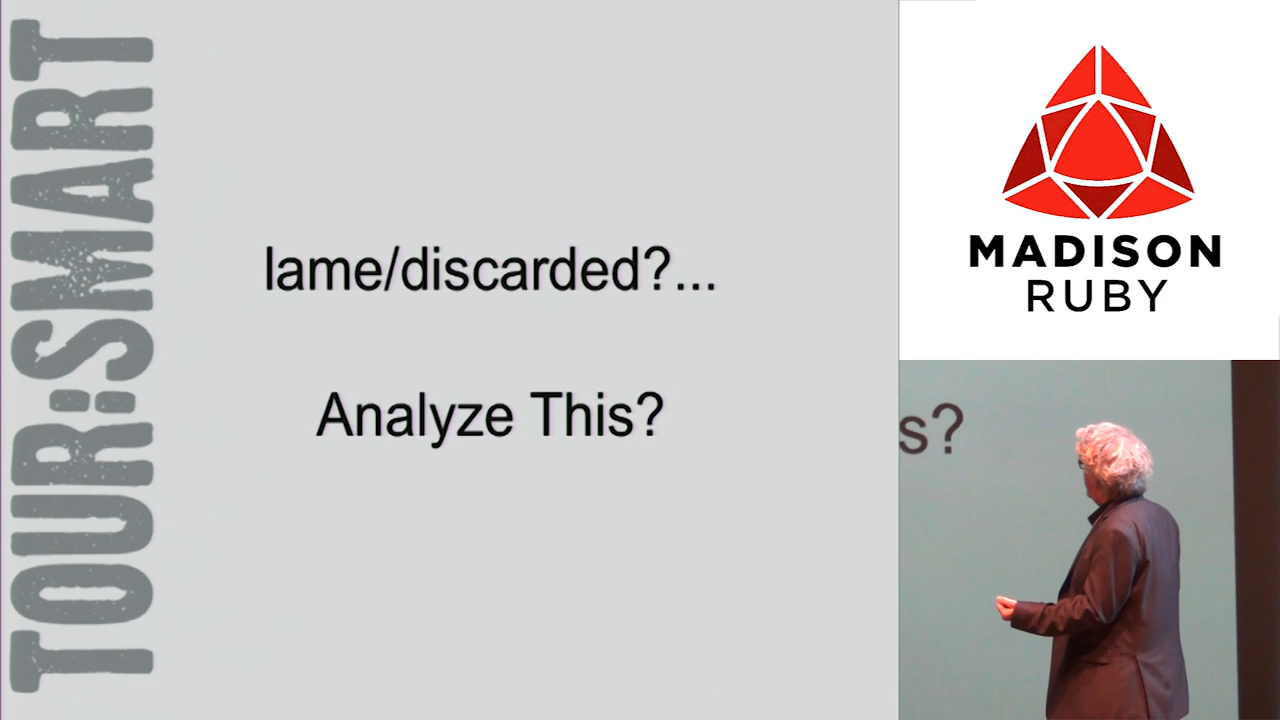 TOUR:SMART
lame/discarded?...
Analyze This?
MADISON
RUBY
s?